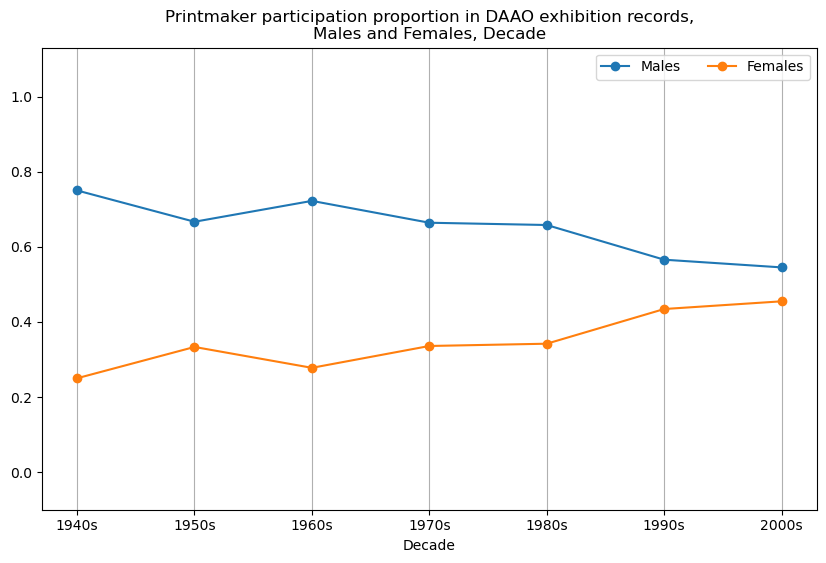 Printmaker participation proportion in DAAO exhibition records,
Males and Females, Decade
Males Females
1.0
0.8
0.6
0.4
0.2
0.0
1940s 1950s 1960s 1970s 1980s 1990s 2000s
Decade